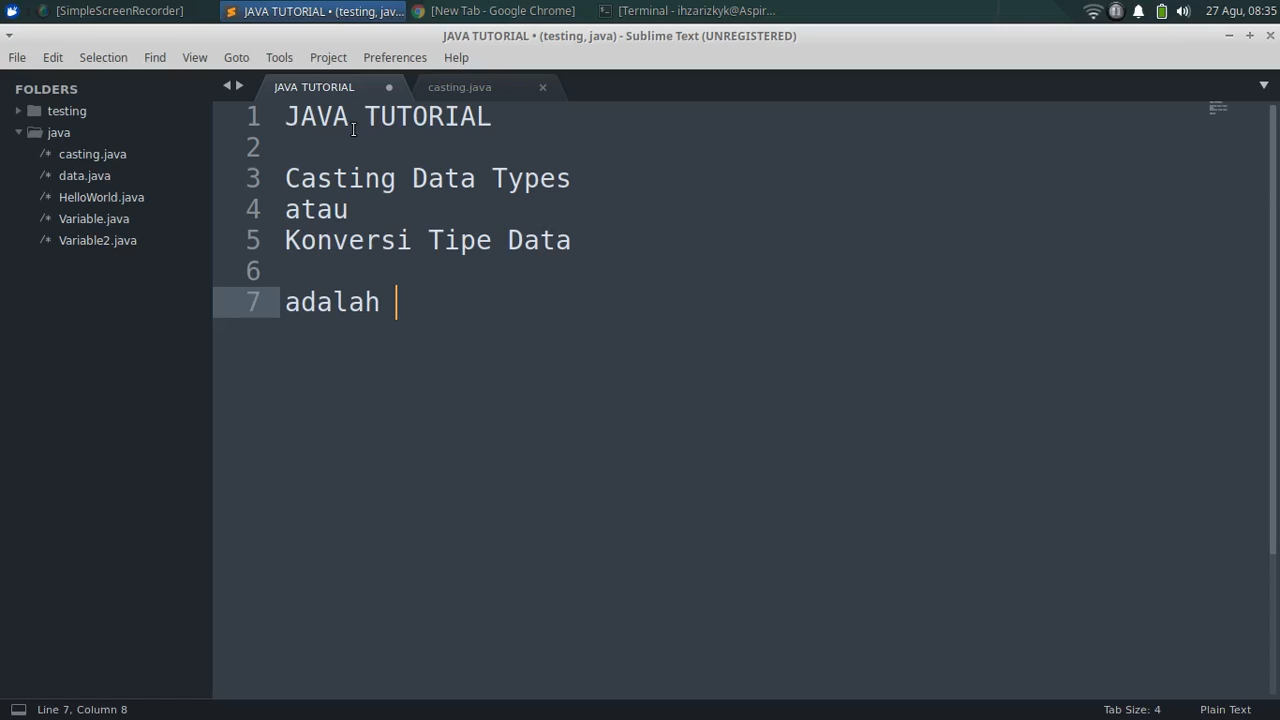 [SimpleScreenRecorder]
JAVA TUTORIAL • (testing, jav...
[New Tab - Google Chrome]
[Terminal - ihzarizkyk@Aspir...
27 Agu, 08:35
JAVA TUTORIAL • (testing, java) - Sublime Text (UNREGISTERED)
File Edit Selection Find View Goto Tools Project Preferences Help
FOLDERS
testing
java
/* casting.java
/* data.java
/* HelloWorld.java
/* Variable.java
/* Variable2.java
JAVA TUTORIAL
casting.java
1 JAVA TUTORIAL
2
3 Casting Data Types
4 atau
5 Konversi Tipe Data
6
7 adalah
Line 7, Column 8
Tab Size: 4
Plain Text